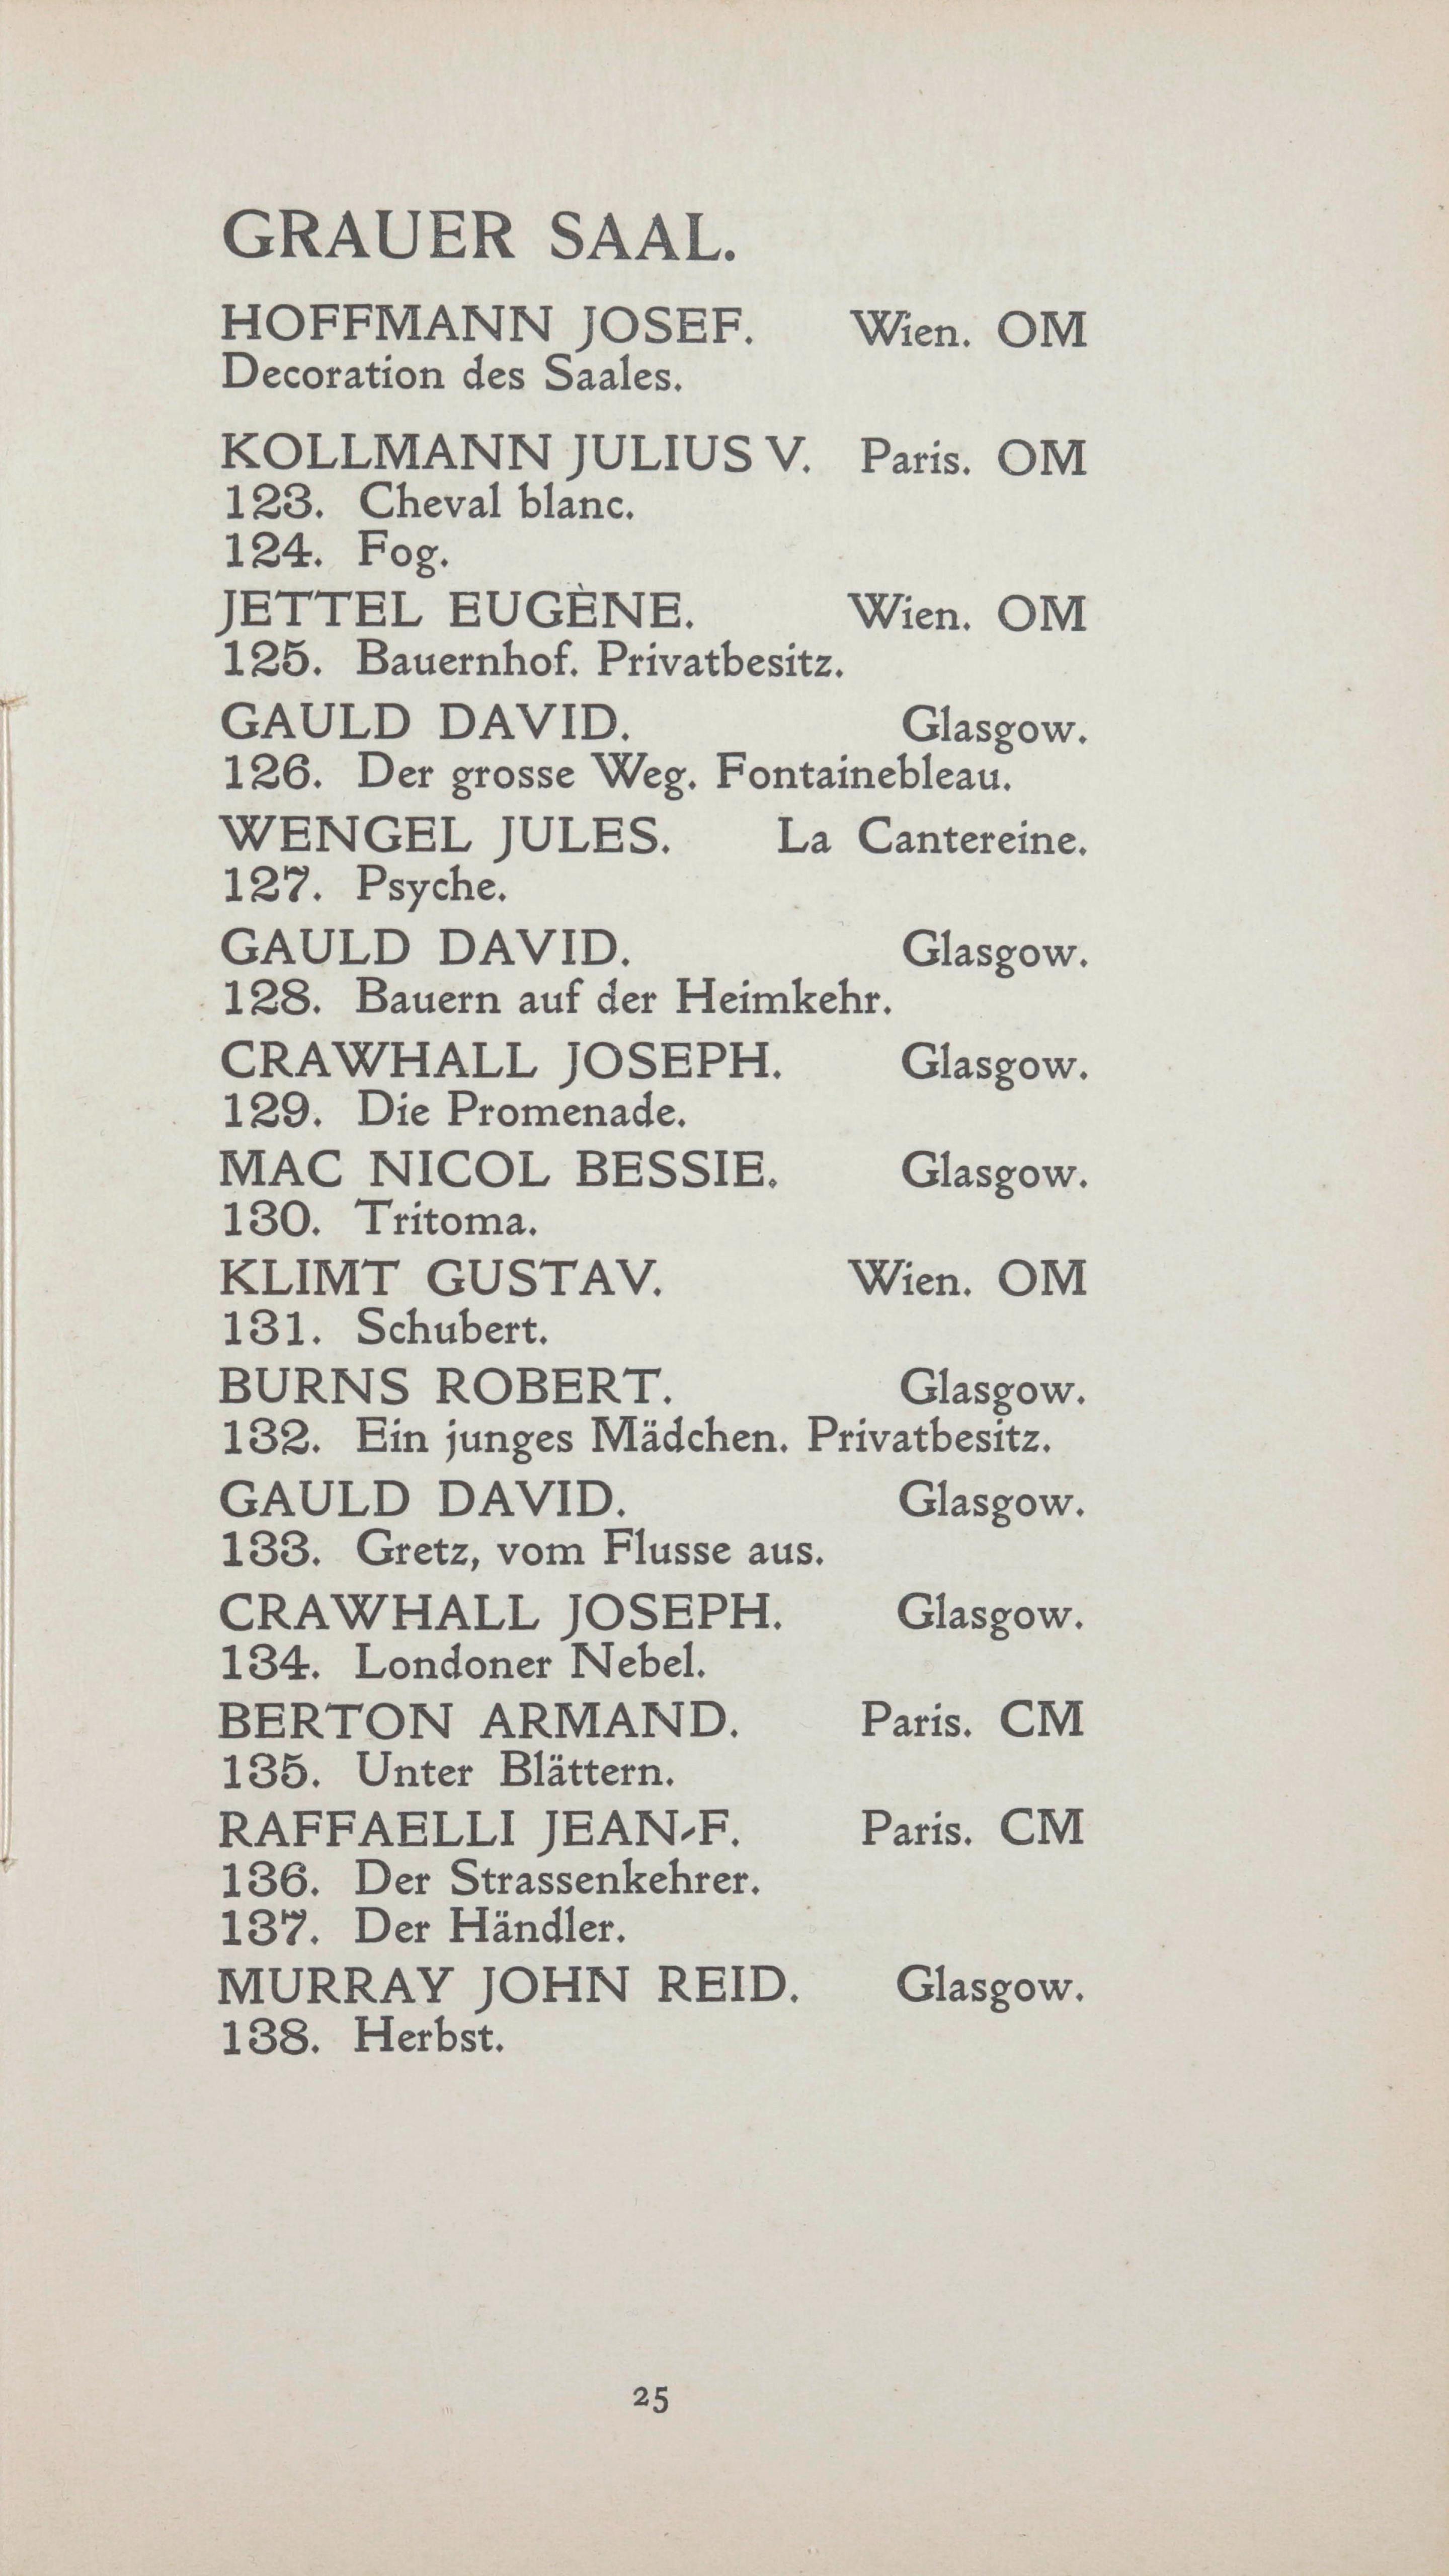 GRAUER SAAL.
HOFFMANN JOSEF. Wien. OM
Decoration des Saales.
KOLLMANN JULIUS V. Paris. OM
123. Cheval blanc.
124. Fog.
JETTEL EUGÈNE. Wien. OM
125. Bauernhof. Privatbesitz.
GAULD DAVID. Glasgow.
126. Der grosse Weg. Fontainebleau.
WENGEL JULES. La Cantereine.
127. Psyche.
GAULD DAVID. Glasgow.
128. Bauern auf der Heimkehr.
CRAWHALL JOSEPH. Glasgow.
129. Die Promenade.
MAC NICOL BESSIE. Glasgow.
130. Tritoma.
KLIMT GUSTAV. Wien. OM
131. Schubert.
BURNS ROBERT. Glasgow.
132. Ein junges Mädchen. Privatbesitz.
GAULD DAVID. Glasgow.
133. Gretz, vom Flusse aus.
CRAWHALL JOSEPH. Glasgow.
134. Londoner Nebel.
BERTON ARMAND. Paris. CM
135. Unter Blättern.
RAFFAELLI JEAN-F. Paris. CM
136. Der Strassenkehrer.
137. Der Händler.
MURRAY JOHN REID. Glasgow.
138. Herbst.
25